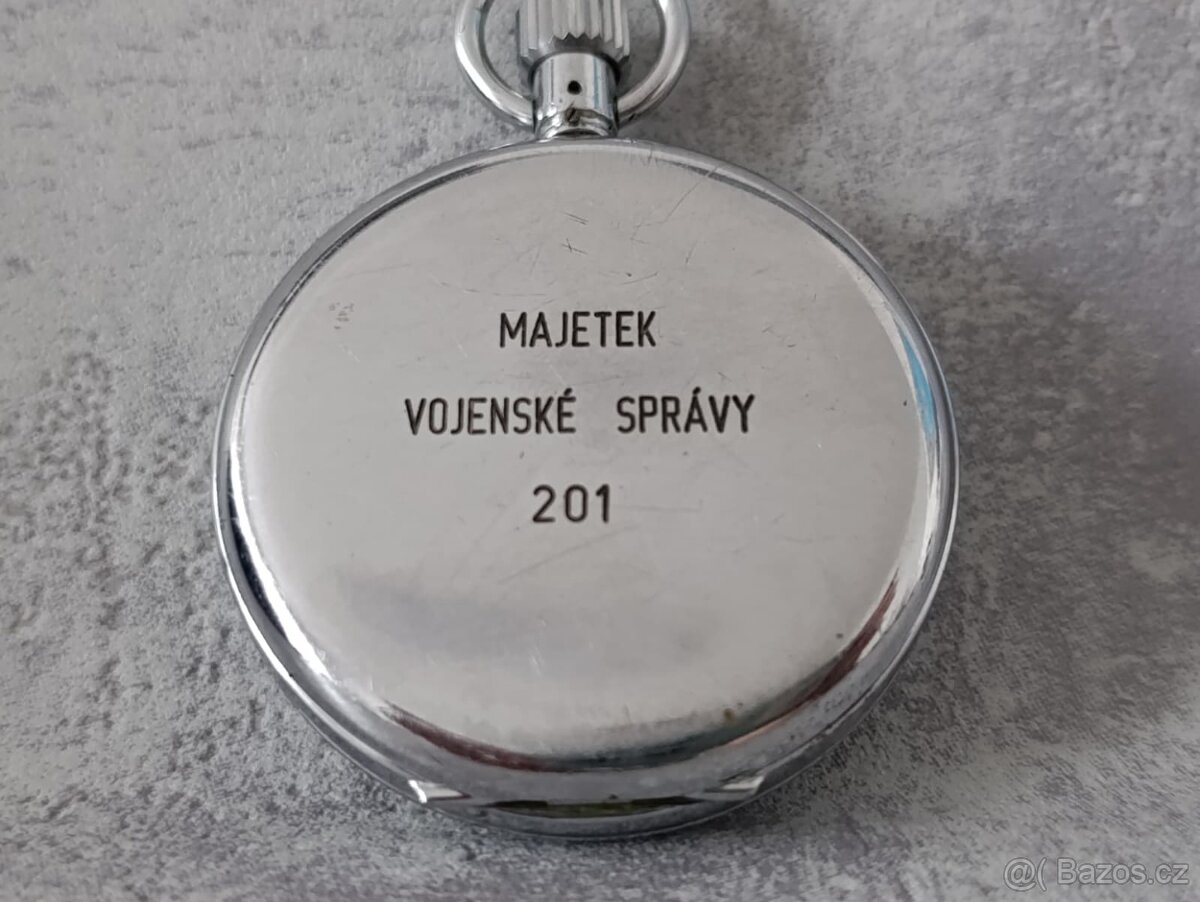 MAJETEK
VOJENSKÉ SPRÁVY
201
@( Bazos.cz